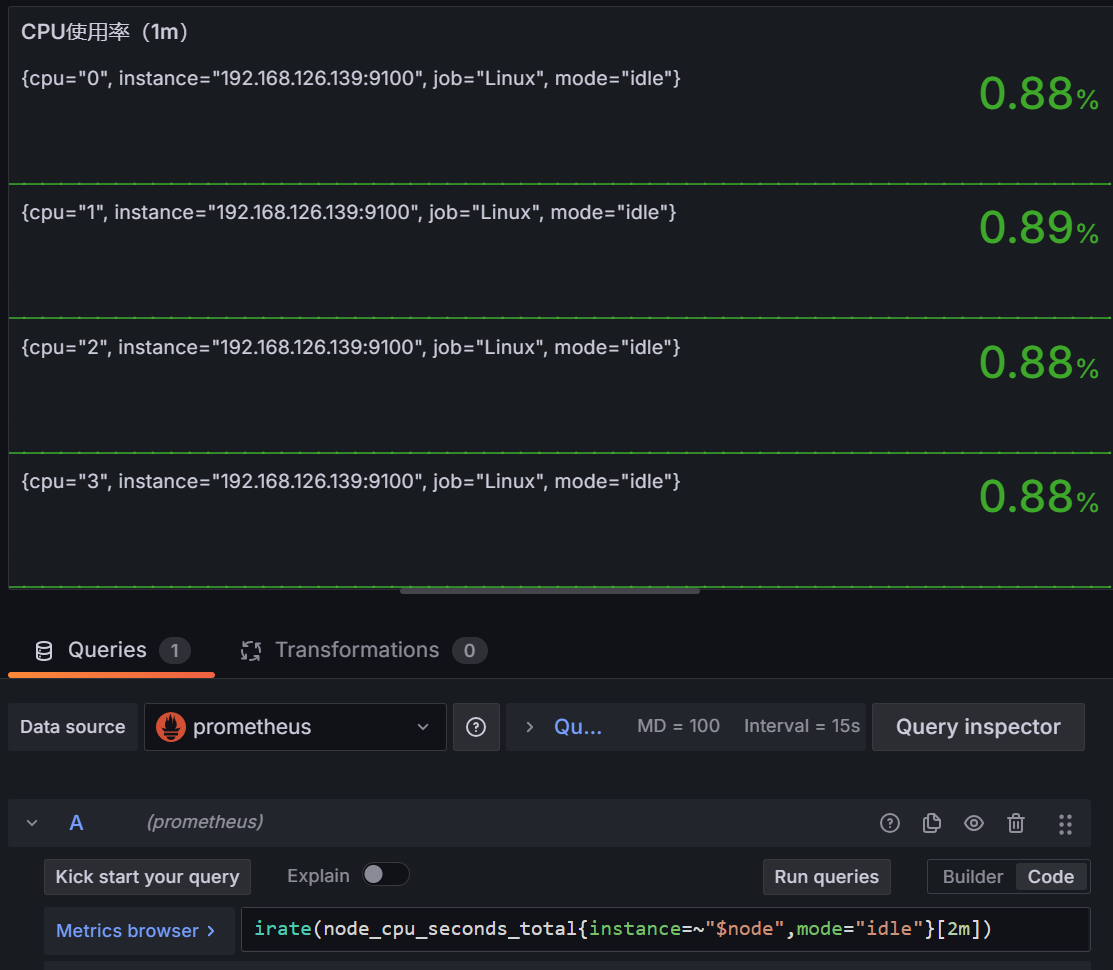 CPU使用率（1m）
{cpu="0", instance="192.168.126.139:9100", job="Linux", mode="idle"}
0.88%
{cpu="1", instance="192.168.126.139:9100", job="Linux", mode="idle"}
0.89%
{cpu="2", instance="192.168.126.139:9100", job="Linux", mode="idle"}
0.88%
{cpu="3", instance="192.168.126.139:9100", job="Linux", mode="idle"}
0.88%
Queries 1 Transformations 0
Data source prometheus Qu... MD = 100 Interval = 15s Query inspector
A (prometheus)
Kick start your query Explain Run queries Builder Code
Metrics browser > irate(node_cpu_seconds_total{instance=~"$node",mode="idle"}[2m])